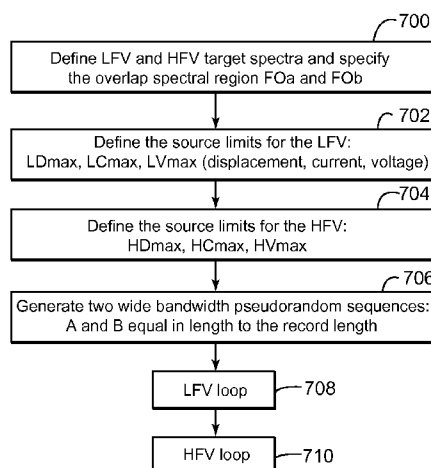 700
Define LFV and HFV target spectra and specify
the overlap spectral region FOa and FOb
702
Define the source limits for the LFV:
LDmax, LCmax, LVmax (displacement, current, voltage)
704
Define the source limits for the HFV:
HDmax, HCmax, HVmax
706
Generate two wide bandwidth pseudorandom sequences:
A and B equal in length to the record length
LFV loop
708
HFV loop
710